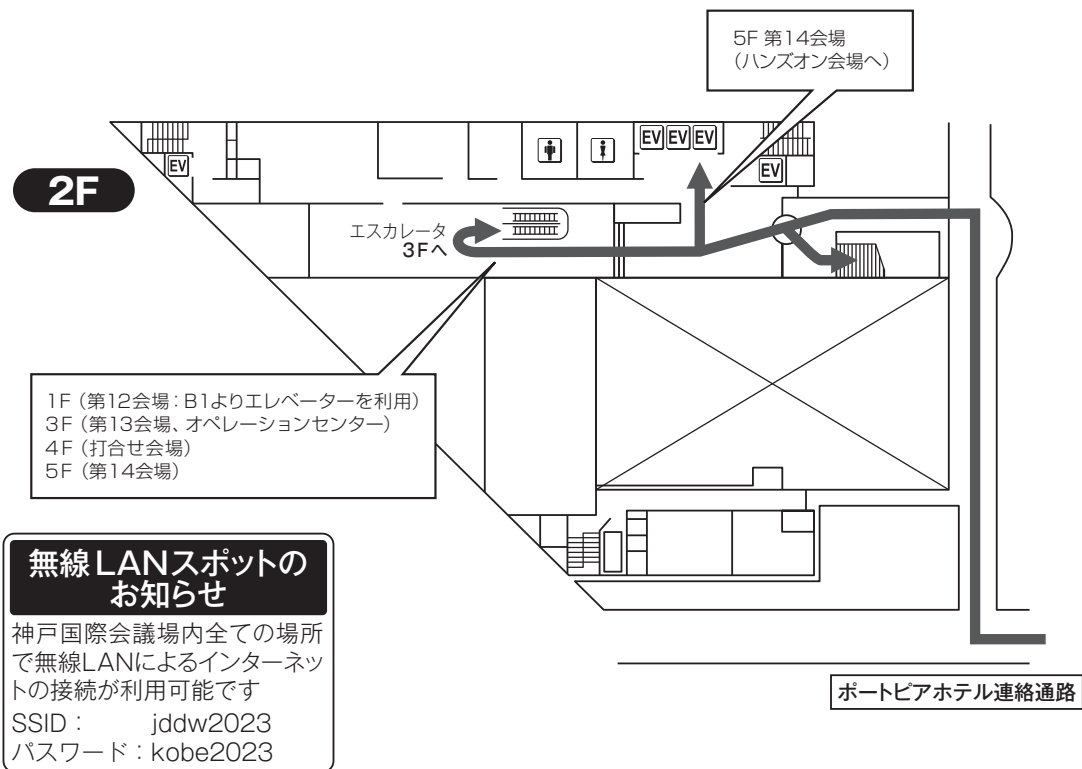 5F 第14会場
（ハンズオン会場へ）
EV
EV EV EV
EV
2F
エスカレータ
3Fへ
1F（第12会場：B1よりエレベーターを利用）
3F（第13会場、オペレーションセンター）
4F（打合せ会場）
5F（第14会場）
無線LANスポットの
お知らせ
神戸国際会議場内全ての場所
で無線LANによるインターネッ
トの接続が利用可能です
SSID： jddw2023
パスワード：kobe2023
ポートピアホテル連絡通路